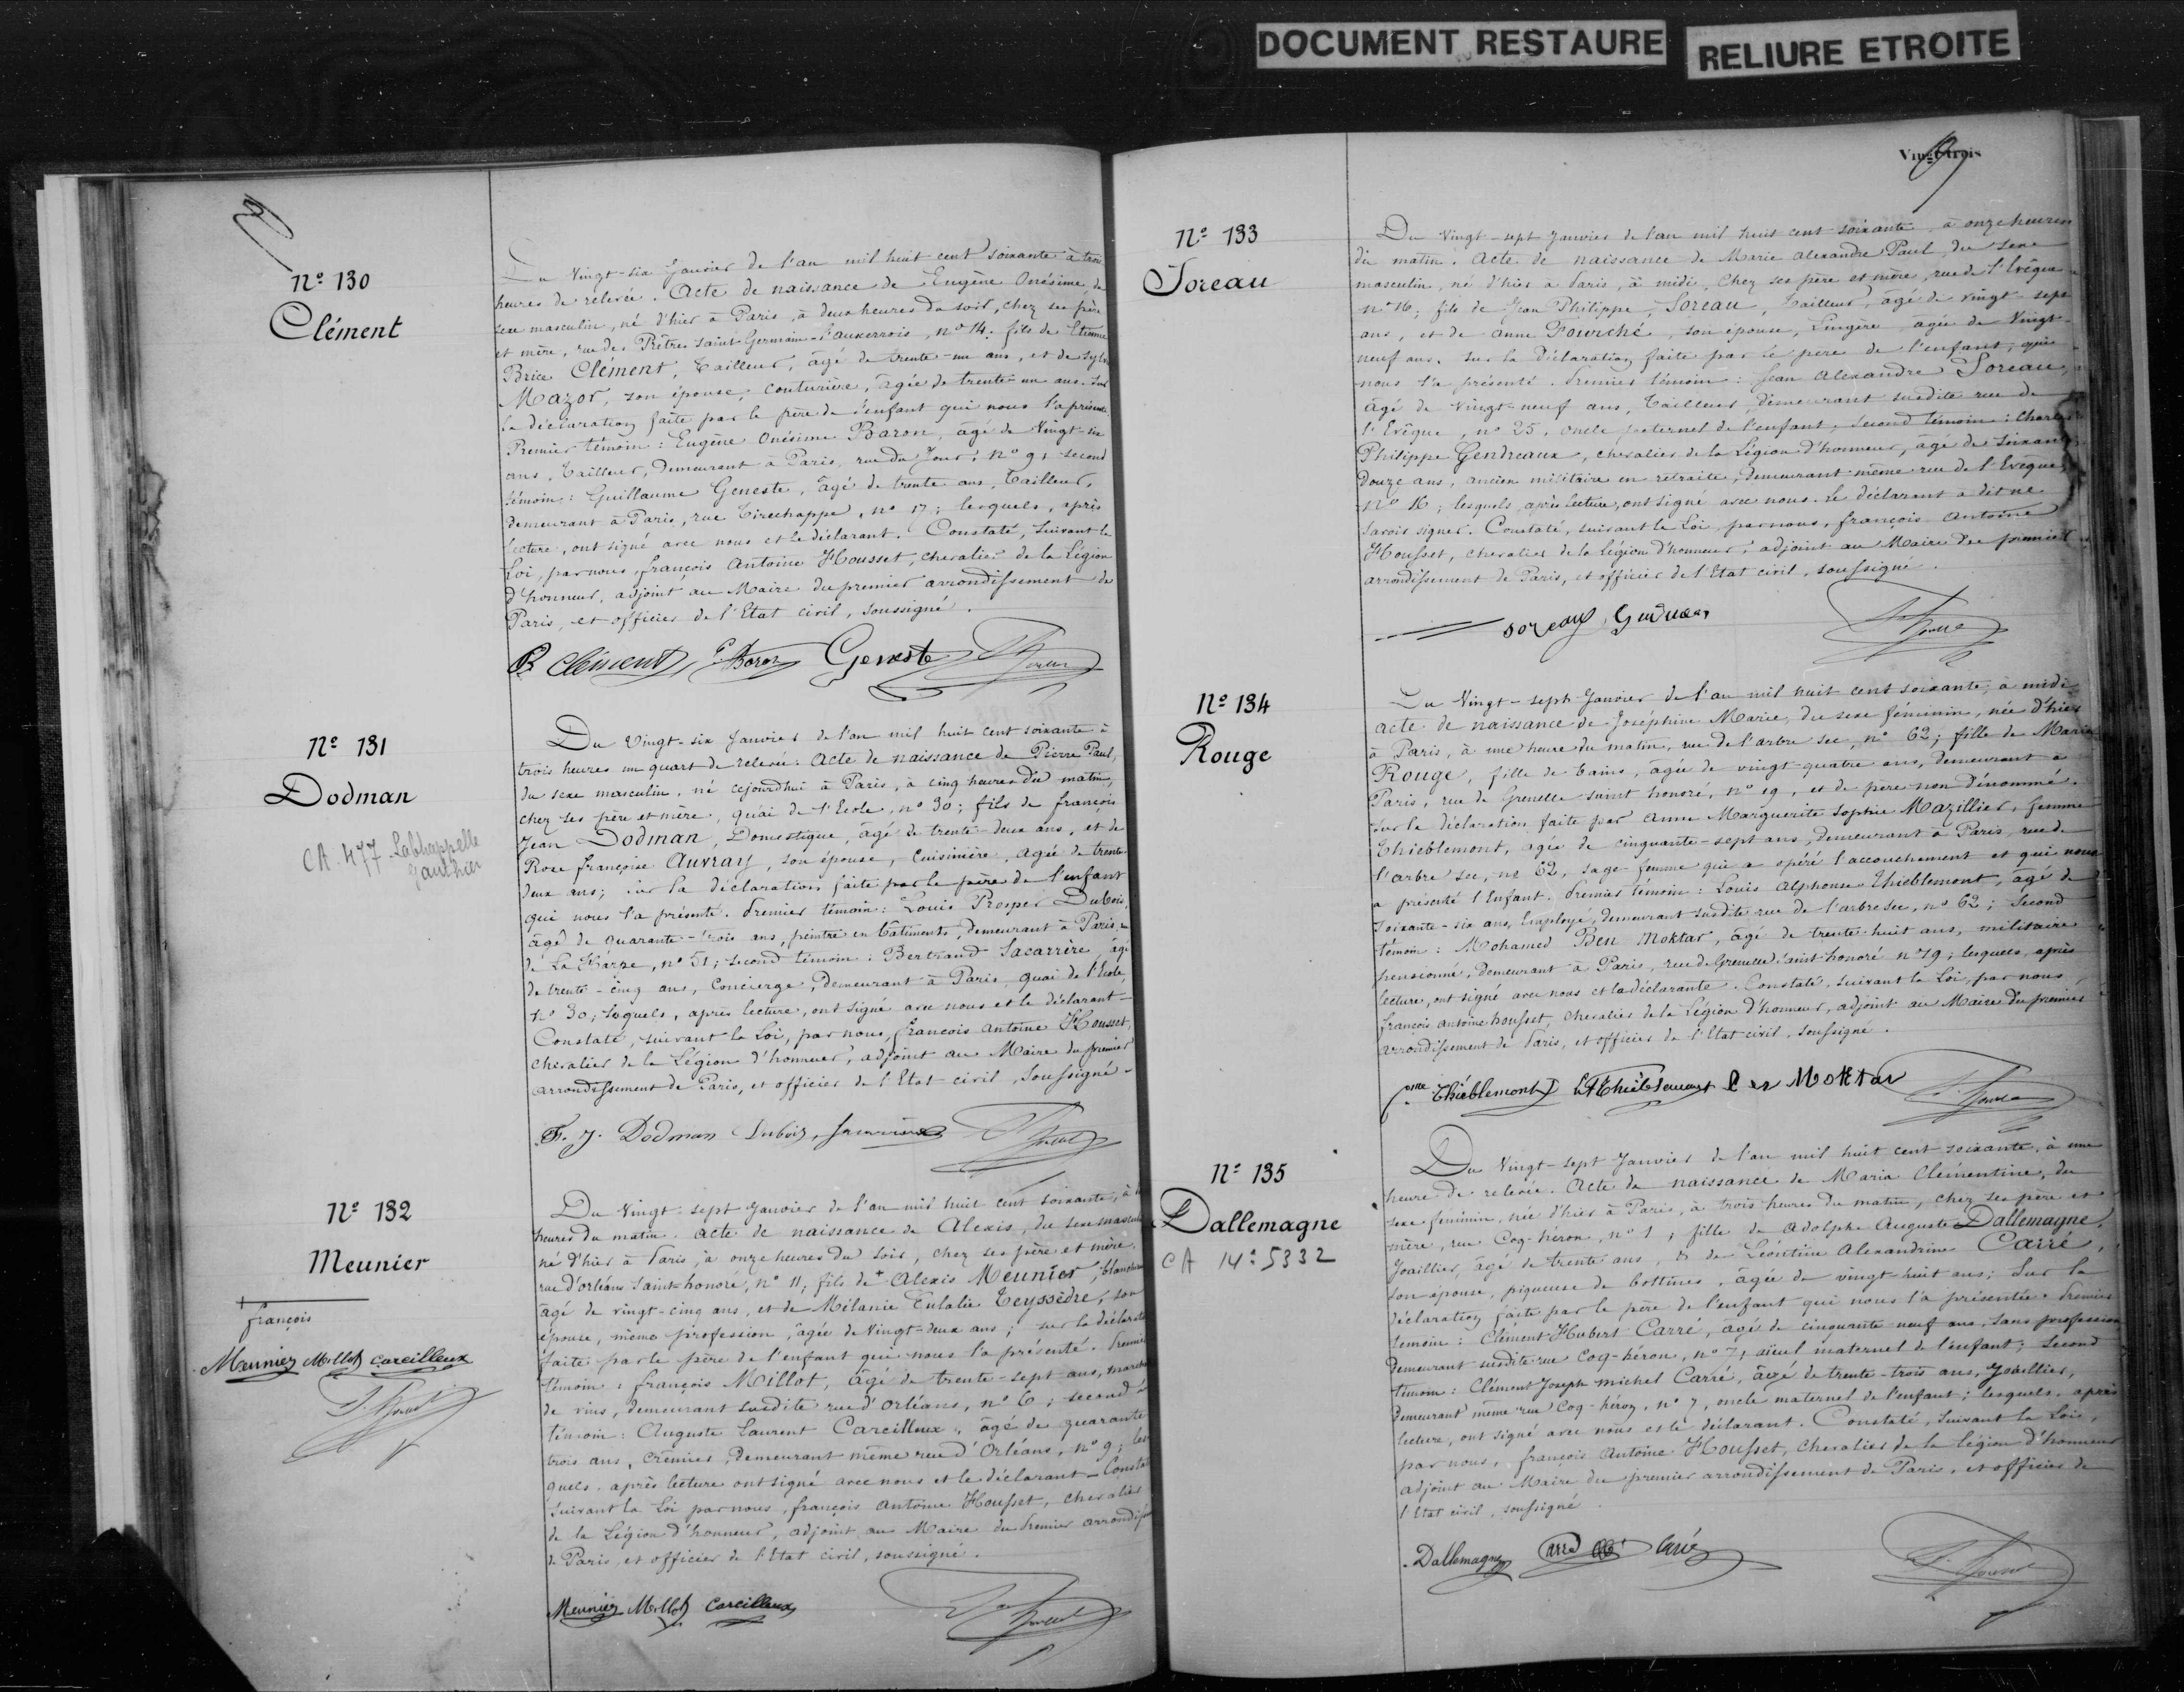 DOCUMENT RESTAURE
RELIURE ETROITE
Nº 130
Clément
Du Vingt-six Janvier de l'an mil huit cent soixante à trois
heures de relevée. Acte de naissance de Eugène Onésime, du
sexe masculin, né d'hier à Paris, à deux heures du soir, chez ses père
et mère, rue des Prêtres Saint-Germain-l'auxerrois, nº 14; fils de Etienne
Brice Clément, Tailleur, âgé de trente-un ans, et de
Mazor, son épouse, couturière, âgée de trente-un ans. Sur
la déclaration faite par le père de l'enfant qui nous l'a présenté.
Premier témoin: Eugène Onésime Baron, âgé de Vingt-six
ans, Tailleur, demeurant à Paris, rue du Jour, nº 9; second
témoin: Guillaume Geneste, âgé de trente ans, Tailleur,
demeurant à Paris, rue Tirechappe, nº 17; lesquels, après
lecture, ont signé avec nous et le déclarant. Constaté, suivant la
Loi, par nous, françois Antoine Housset, chevalier de la Légion
d'honneur, adjoint au Maire du premier arrondissement de
Paris, et officier de l'Etat civil, soussigné.
B Clément Baron Geneste
Nº 131
Dodman
CA. 477 Labhappelle
Gauthier
Du Vingt-six Janvier de l'an mil huit cent soixante à
trois heures un quart de relevée. Acte de naissance de Pierre Paul,
du sexe masculin, né cejourdhui à Paris, à cinq heures du matin,
chez ses père et mère, quai de l'Ecole, nº 30; fils de françois
Jean Dodman, Domestique, âgé de trente-deux ans, et de
Rose françoise Auvray, son épouse, Cuisinière, âgée de trente-
deux ans; sur la déclaration faite par le père de l'enfant
qui nous l'a présenté. Premier témoin: Louis Prosper Dubois,
âgé de quarante-trois ans, peintre en bâtiments, demeurant à Paris, rue
de La Harpe, nº 51; second témoin: Bertrand Lacarrère, âgé
de trente-cinq ans, Concierge, demeurant à Paris, quai de l'Ecole,
nº 30; lesquels, après lecture, ont signé avec nous et le déclarant-
Constaté, suivant la Loi, par nous, françois Antoine Housset,
chevalier de la Légion d'honneur, adjoint au Maire du premier
arrondissement de Paris, et officier de l'Etat civil, soussigné-
F. J. Dodman Dubois
Nº 132
Meunier
+
françois
Meunier Millot Carcilleux
Du Vingt-sept Janvier de l'an mil huit cent soixante, à
heures du matin. Acte de naissance de Alexis, du sexe masculin
né d'hier à Paris, à onze heures du soir, chez ses père et mère,
rue d'orléans Saint-honoré, nº 11; fils de + Alexis Meunier,
âgé de vingt-cinq ans, et de Mélanie Eulalie Teyssèdre, son
épouse, même profession, âgée de Vingt-deux ans; sur la déclaration
faite par le père de l'enfant qui nous l'a présenté. Premier
témoin: françois Millot, âgé de trente-sept ans, marchand
de vins, demeurant susdite rue d'Orléans, nº 6; second
témoin: Auguste Laurent Carcilleux, âgé de quarante
trois ans, Crêmier, demeurant même rue d'Orléans, nº 9; les
quels, après lecture ont signé avec nous et le déclarant- Constaté
suivant la Loi par nous, françois Antoine Housset, chevalier
de la Légion d'honneur, adjoint au Maire du Premier arrondissement
de Paris, et officier de l'Etat civil, soussigné.
Meunier Millot Carcilleux
Vingt-trois
Nº 133
Soreau
Du Vingt-sept Janvier de l'an mil huit cent soixante à onze heures
du matin. Acte de naissance de Marie Alexandre Paul, du sexe
masculin, né d'hier à Paris, à midi, chez ses père et mère, rue de l'Evêque
nº 16; fils de Jean Philippe Soreau, Tailleur, âgé de vingt-sept
ans, et de anne Fourché, son épouse, Lingère, âgée de Vingt-
neuf ans. Sur la Déclaration faite par le père de l'enfant, qui
nous l'a présenté. Premier témoin: Jean Alexandre Soreau,
âgé de Vingt-neuf ans, Tailleur, demeurant susdite rue de
l'Evêque, nº 25, oncle paternel de l'enfant; second témoin: Charles
Philippe Gendreaux, chevalier de la Légion d'honneur, âgé de soixante
douze ans, ancien militaire en retraite, demeurant même rue de l'Evêque,
nº 16; lesquels, après lecture, ont signé avec nous. Le déclarant a dit ne
savoir signer. Constaté, suivant la Loi, par nous, françois Antoine
Housset, chevalier de la Légion d'honneur, adjoint au Maire du premier
arrondissement de Paris, et officier de l'Etat civil, soussigné.
soreau
Nº 134
Rouge
Du Vingt-sept Janvier de l'an mil huit cent soixante, à midi
acte de naissance de Joséphine Marie, du sexe féminin, née d'hier
à Paris, à une heure du matin, rue de l'arbre sec, nº 62; fille de Marie
Rouge, fille de bains, âgée de vingt-quatre ans, demeurant à
Paris, rue de Grenelle saint honoré, nº 19, et de père non dénommé.
Sur la déclaration faite par Anne Marguerite Sophie Mazillier, femme
Thieblemont, âgée de cinquante-sept ans, demeurant à Paris, rue de
l'arbre sec, nº 62, sage-femme qui a opéré l'accouchement et qui nous
a présenté l'Enfant. Premier témoin: Louis Alphonse Thieblemont, âgé de
soixante-six ans, Employé, demeurant susdite rue de l'arbre sec, nº 62; second
témoin: Mohamed Ben Moktar, âgé de trente-huit ans, militaire
pensionné, demeurant à Paris, rue de Grenelle saint honoré nº 19; lesquels, après
lecture, ont signé avec nous et la déclarante. Constaté, suivant la Loi, par nous
françois antoine housset, chevalier de la Légion d'honneur, adjoint au Maire du premier
arrondissement de Paris, et officier de l'Etat civil, soussigné.
Thiéblemont Thiéblemont ben Moktar
Nº 135
Dallemagne
CA 14: 5332
Du Vingt-sept Janvier de l'an mil huit cent soixante, à une
heure de relevée. Acte de naissance de Maria Clémentine, du
sexe féminin, née d'hier à Paris, à trois heures du matin, chez ses père et
mère, rue Coq-héron, nº 1; fille de Adolphe Auguste Dallemagne,
Joaillier, âgé de trente ans, & de Léontine Alexandrine Carré,
son épouse, piqueuse de bottines, âgée de vingt-huit ans; Sur la
déclaration faite par le père de l'enfant qui nous l'a présentée. Premier
témoin: Clément Hubert Carré, âgé de cinquante neuf ans, sans profession
demeurant susdite rue Coq-héron, nº 7, aïeul maternel de l'enfant; Second
témoin: Clément Joseph Michel Carré, âgé de trente-trois ans, Joaillier,
demeurant même rue Coq-héron, nº 7, oncle maternel de l'enfant; lesquels, après
lecture, ont signé avec nous et le déclarant. Constaté, Suivant la Loi,
par nous, françois Antoine Housset, Chevalier de la légion d'honneur
adjoint au Maire du premier arrondissement de Paris, et officier de
l'Etat civil, soussigné.
Dallemagne Carré Carré